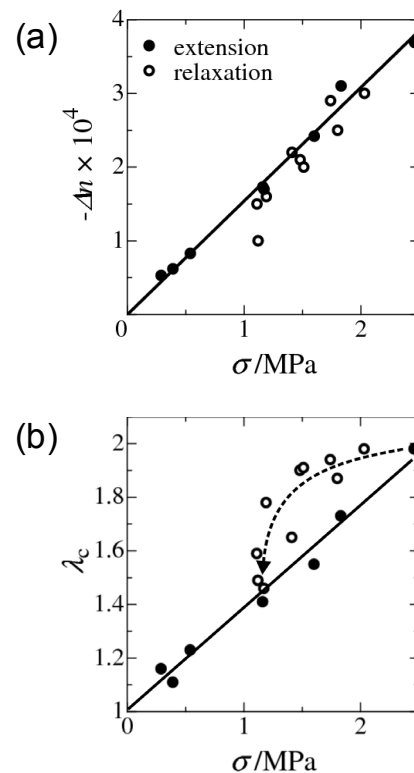 (a)
4
● extension
○ relaxation
3
-Δn × 10⁴
2
1
0
1
2
σ/MPa
(b)
2
1.8
λc
1.6
1.4
1.2
1
0
1
2
σ/MPa